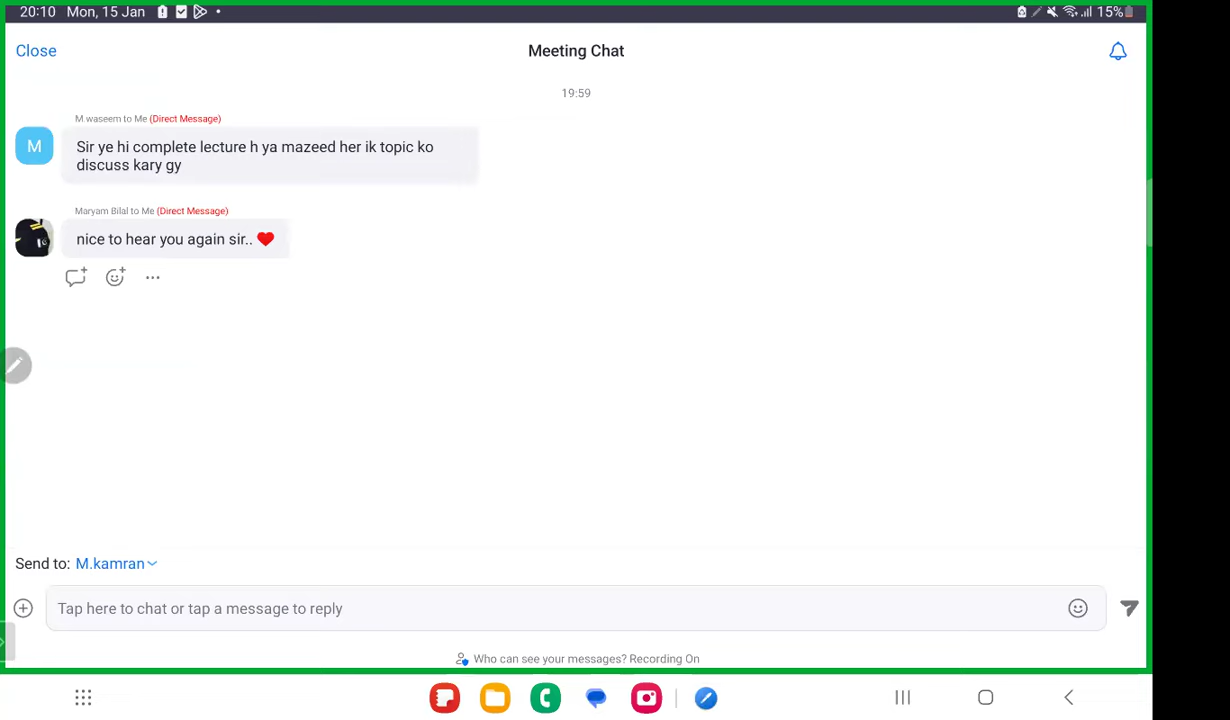 20:10 Mon, 15 Jan 15%
Close
Meeting Chat
19:59
M waseem to Me (Direct Message)
M
Sir ye hi complete lecture h ya mazeed her ik topic ko
discuss kary gy
Maryam Bilal to Me (Direct Message)
nice to hear you again sir.. ❤
Send to: M.kamran
Tap here to chat or tap a message to reply
Who can see your messages? Recording On